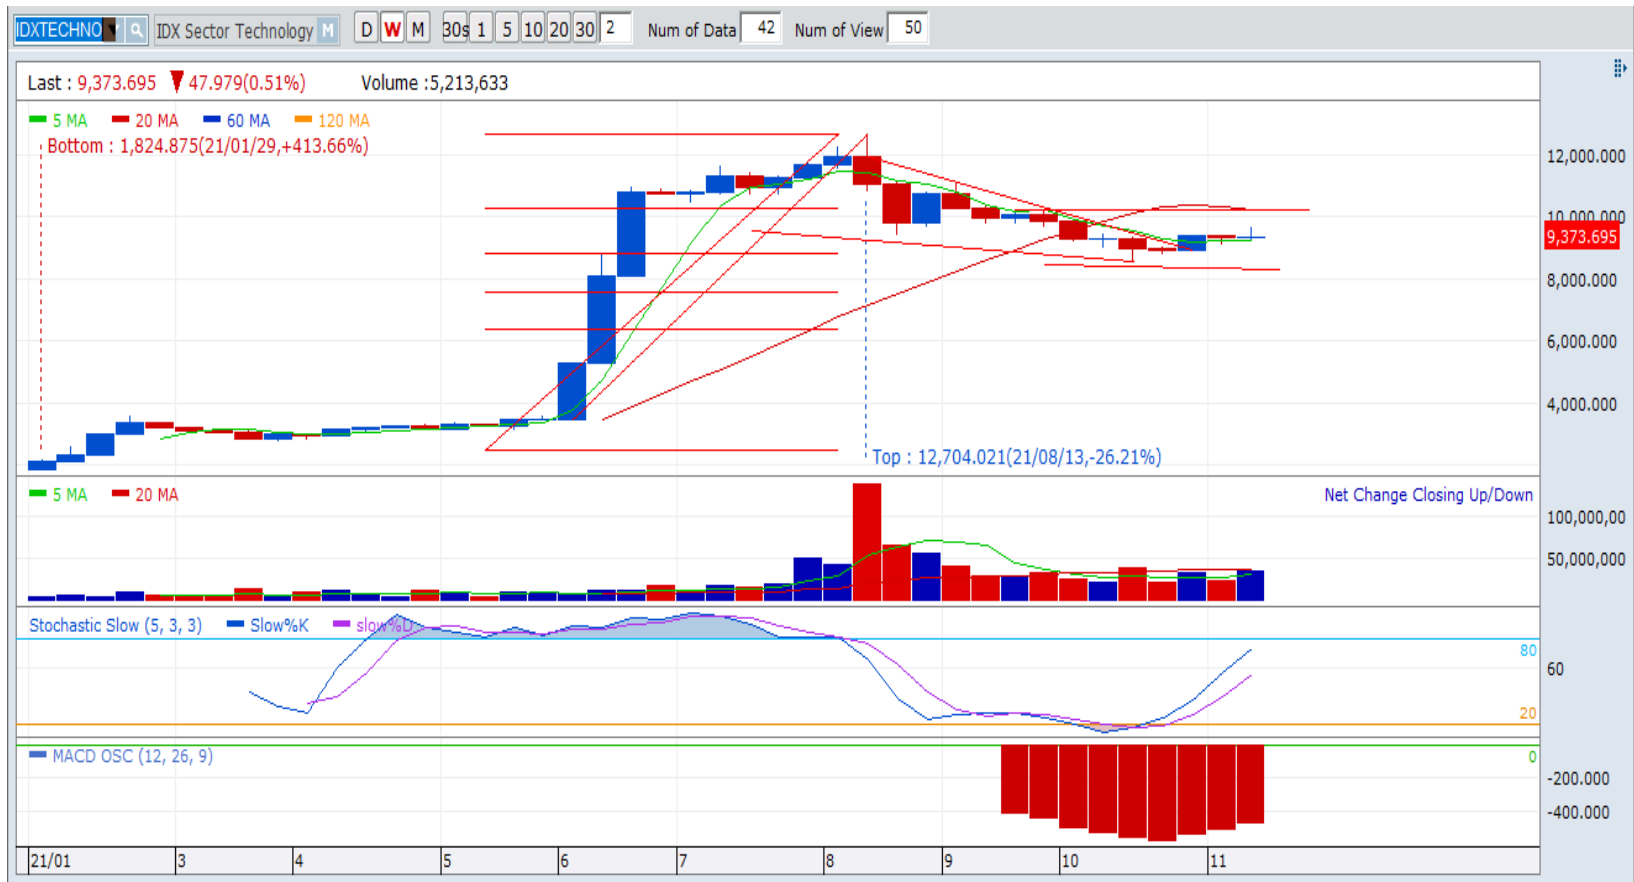 IDXTECHNO IDX Sector Technology M D W M 30s 1 5 10 20 30 2 Num of Data 42 Num of View 50
Last : 9,373.695 ▼ 47.979(0.51%) Volume :5,213,633
5 MA 20 MA 60 MA 120 MA
Bottom : 1,824.875(21/01/29,+413.66%)
12,000.000
10,000.000
9,373.695
8,000.000
6,000.000
4,000.000
Top : 12,704.021(21/08/13,-26.21%)
5 MA 20 MA Net Change Closing Up/Down
100,000,00
50,000,000
Stochastic Slow (5, 3, 3) Slow%K slow%D
80
60
20
MACD OSC (12, 26, 9) 0
-200.000
-400.000
21/01 3 4 5 6 7 8 9 10 11